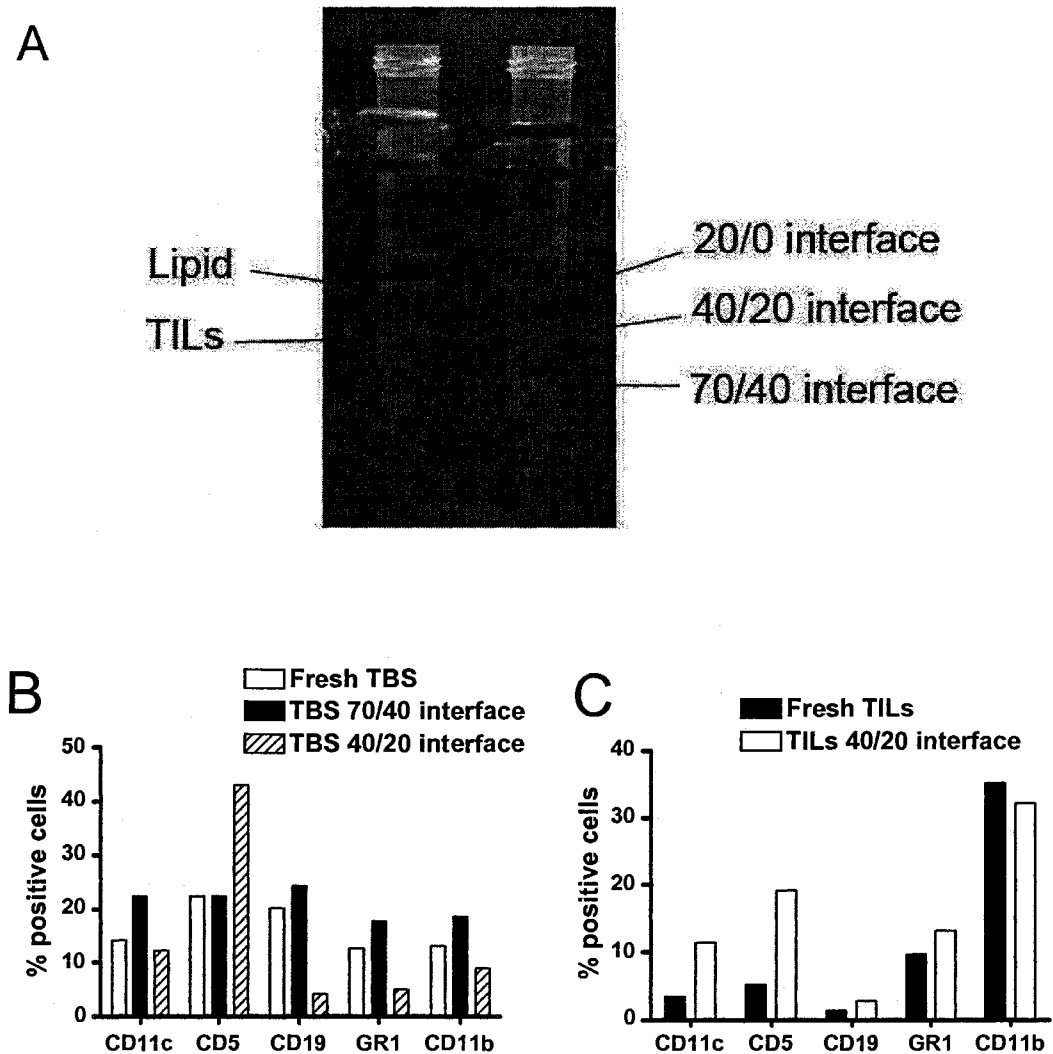 A
Lipid
TILs
20/0 interface
40/20 interface
70/40 interface
B
Fresh TBS
TBS 70/40 interface
TBS 40/20 interface
% positive cells
50
40
30
20
10
0
CD11c CD5 CD19 GR1 CD11b
C
Fresh TILs
TILs 40/20 interface
% positive cells
40
30
20
10
0
CD11c CD5 CD19 GR1 CD11b